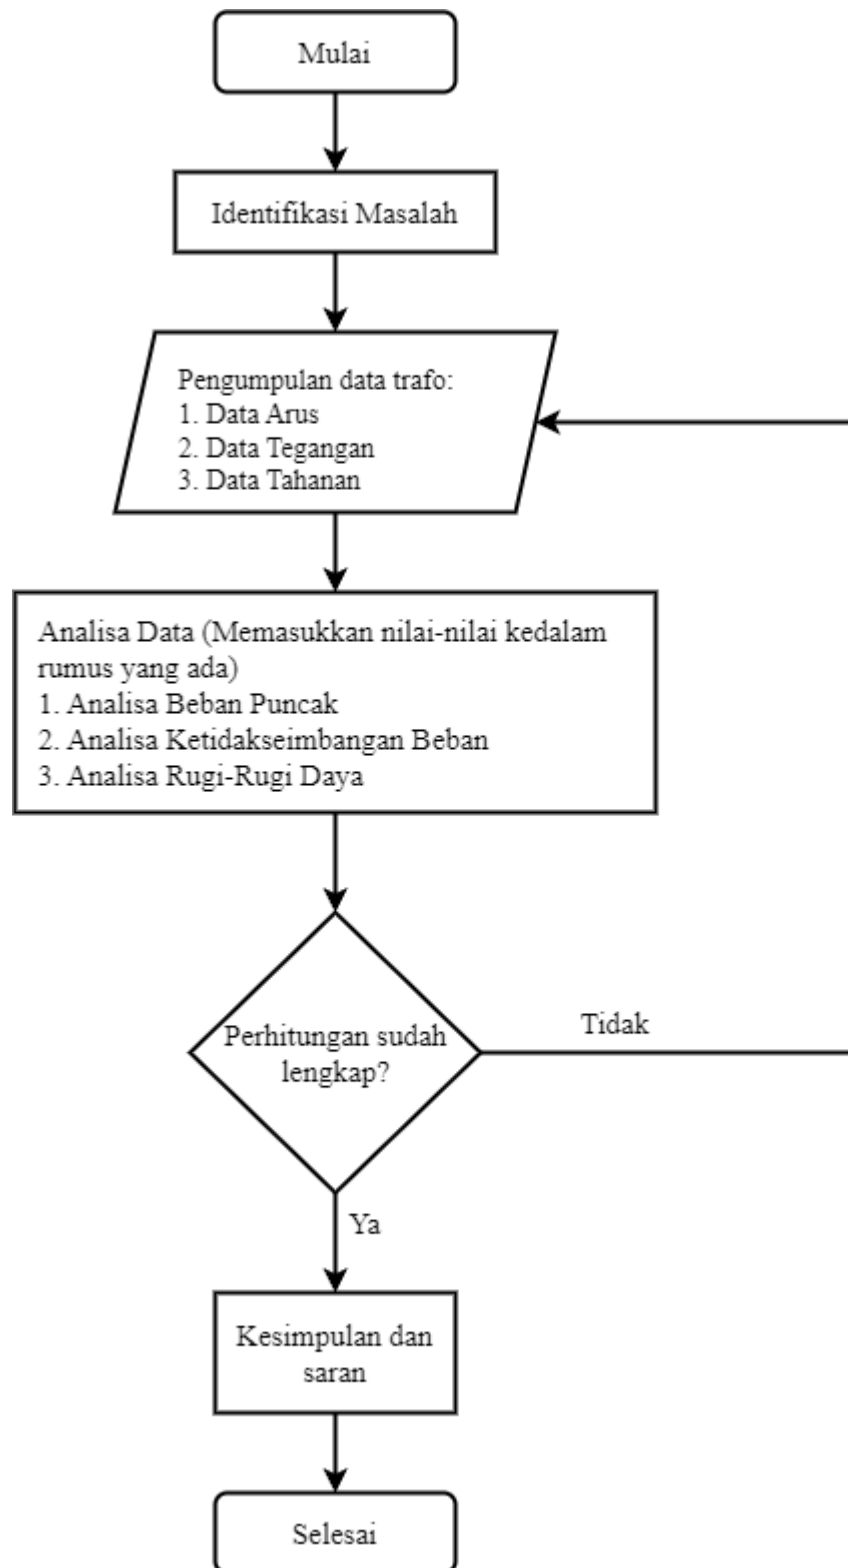 Mulai
Identifikasi Masalah
Pengumpulan data trafo:
1. Data Arus
2. Data Tegangan
3. Data Tahanan
Analisa Data (Memasukkan nilai-nilai kedalam
rumus yang ada)
1. Analisa Beban Puncak
2. Analisa Ketidakseimbangan Beban
3. Analisa Rugi-Rugi Daya
Perhitungan sudah
lengkap?
Tidak
Ya
Kesimpulan dan
saran
Selesai